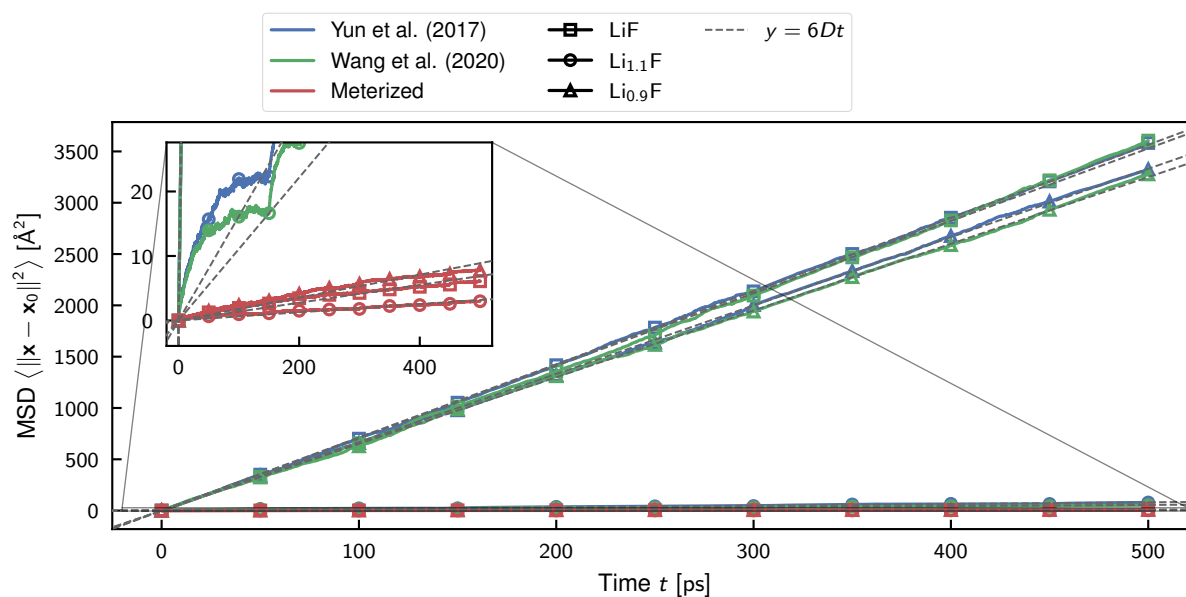 Yun et al. (2017)
Wang et al. (2020)
Meterized
LiF
Li₁.₁F
Li₀.₉F
y = 6Dt
MSD ⟨‖x − x₀‖²⟩ [Å²]
3500
3000
2500
2000
1500
1000
500
0
20
10
0
0 200 400
0 100 200 300 400 500
Time t [ps]